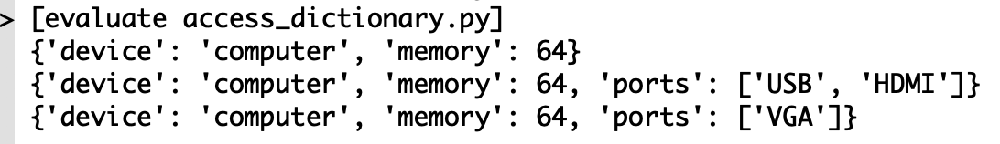 > [evaluate access_dictionary.py]
{'device': 'computer', 'memory': 64}
{'device': 'computer', 'memory': 64, 'ports': ['USB', 'HDMI']}
{'device': 'computer', 'memory': 64, 'ports': ['VGA']}